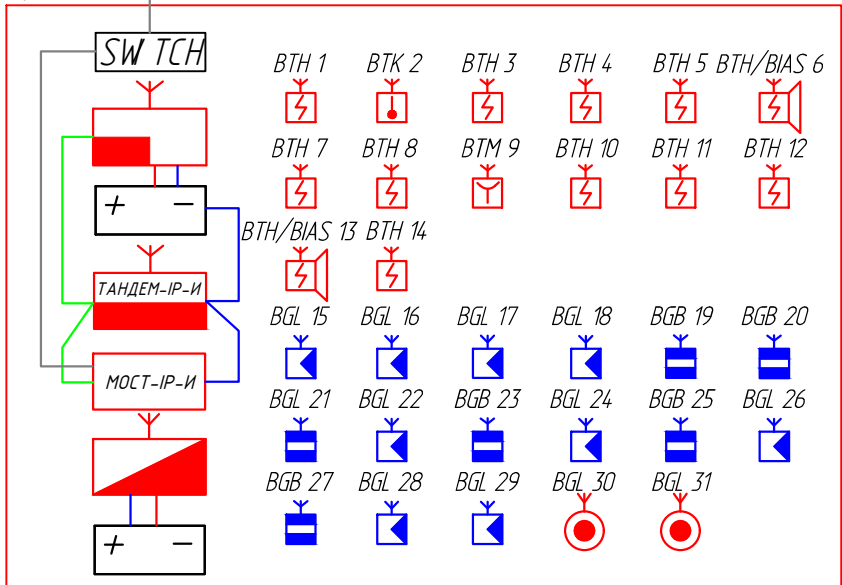 SW TCH
BTH 1 BTK 2 BTH 3 BTH 4 BTH 5 BTH/BIAS 6
BTH 7 BTH 8 BTM 9 BTH 10 BTH 11 BTH 12
+ −
BTH/BIAS 13 BTH 14
ТАНДЕМ-IP-И
BGL 15 BGL 16 BGL 17 BGL 18 BGB 19 BGB 20
МОСТ-IP-И
BGL 21 BGL 22 BGB 23 BGL 24 BGB 25 BGL 26
BGB 27 BGL 28 BGL 29 BGL 30 BGL 31
+ −